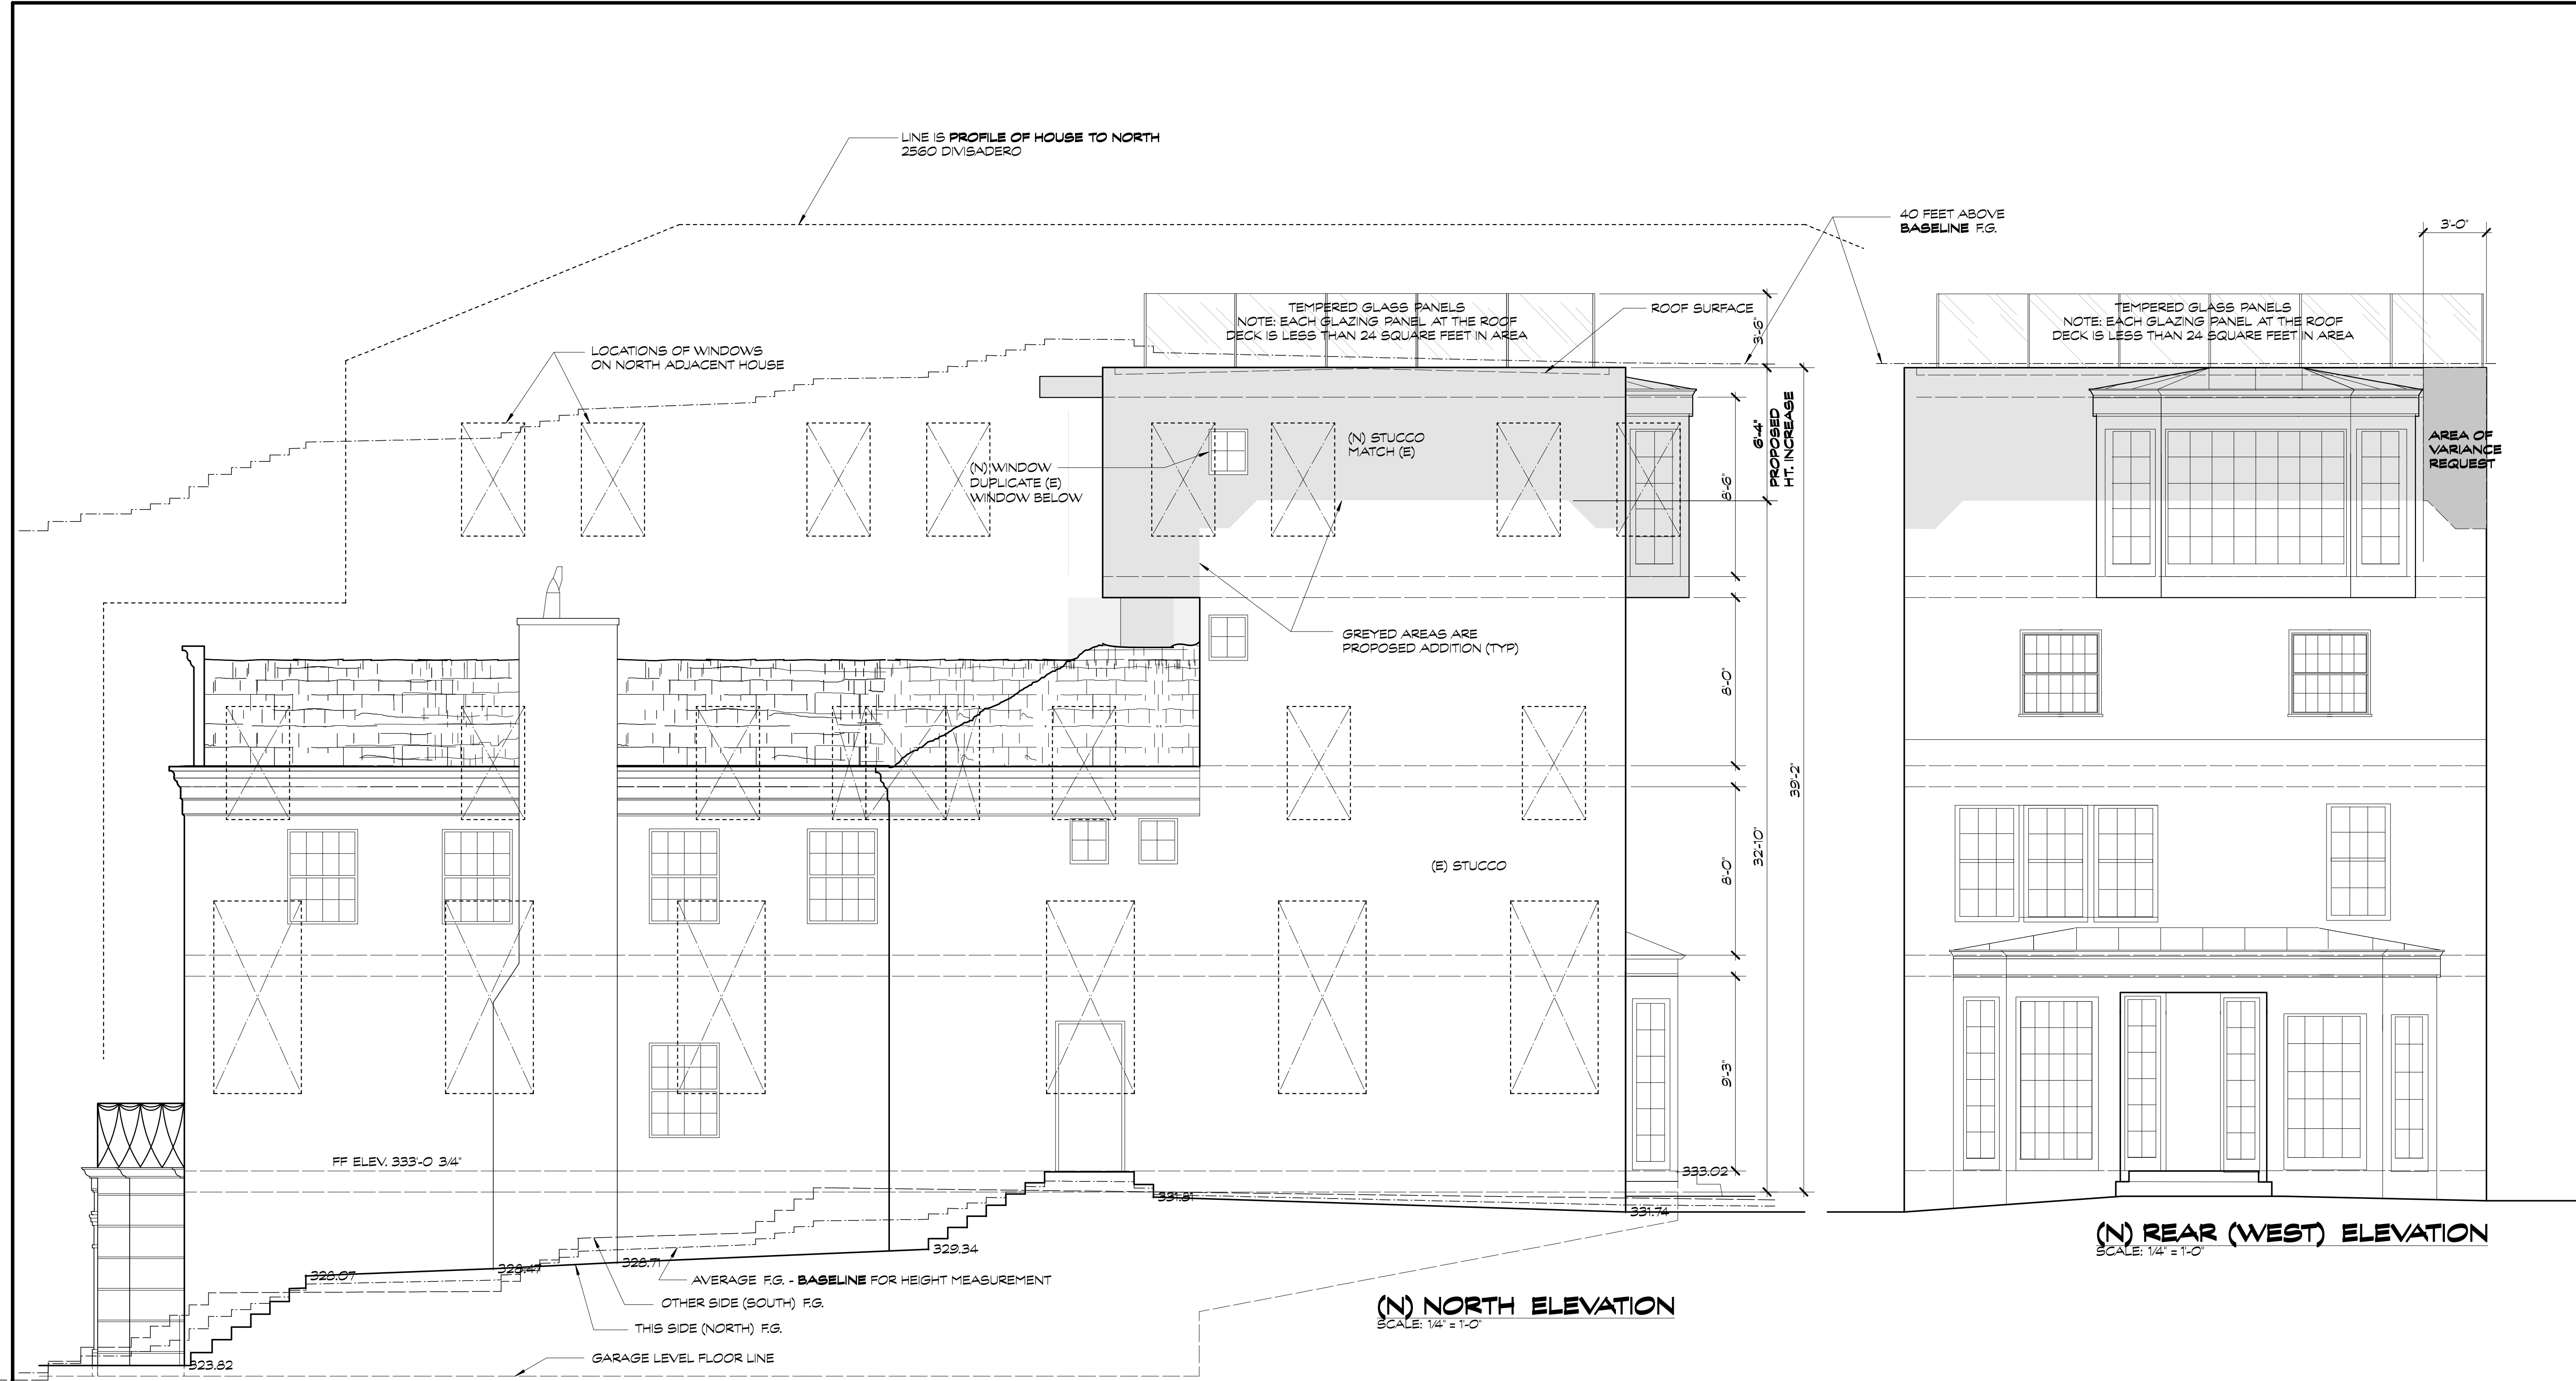 LINE IS PROFILE OF HOUSE TO NORTH
2560 DIVISADERO
40 FEET ABOVE
BASELINE F.G.
3'-0"
TEMPERED GLASS PANELS
NOTE: EACH GLAZING PANEL AT THE ROOF
DECK IS LESS THAN 24 SQUARE FEET IN AREA
ROOF SURFACE
3'-6"
TEMPERED GLASS PANELS
NOTE: EACH GLAZING PANEL AT THE ROOF
DECK IS LESS THAN 24 SQUARE FEET IN AREA
LOCATIONS OF WINDOWS
ON NORTH ADJACENT HOUSE
(N) WINDOW
DUPLICATE (E)
WINDOW BELOW
(N) STUCCO
MATCH (E)
6'-4"
PROPOSED
HT. INCREASE
8'-6"
AREA OF
VARIANCE
REQUEST
GREYED AREAS ARE
PROPOSED ADDITION (TYP)
8'-0"
39'-2"
32'-10"
(E) STUCCO
8'-0"
9'-3"
FF ELEV. 333'-0 3/4"
333.02
331.81
331.74
329.34
328.71
328.47
328.07
323.82
AVERAGE F.G. - BASELINE FOR HEIGHT MEASUREMENT
OTHER SIDE (SOUTH) F.G.
THIS SIDE (NORTH) F.G.
GARAGE LEVEL FLOOR LINE
(N) NORTH ELEVATION
SCALE: 1/4" = 1'-0"
(N) REAR (WEST) ELEVATION
SCALE: 1/4" = 1'-0"